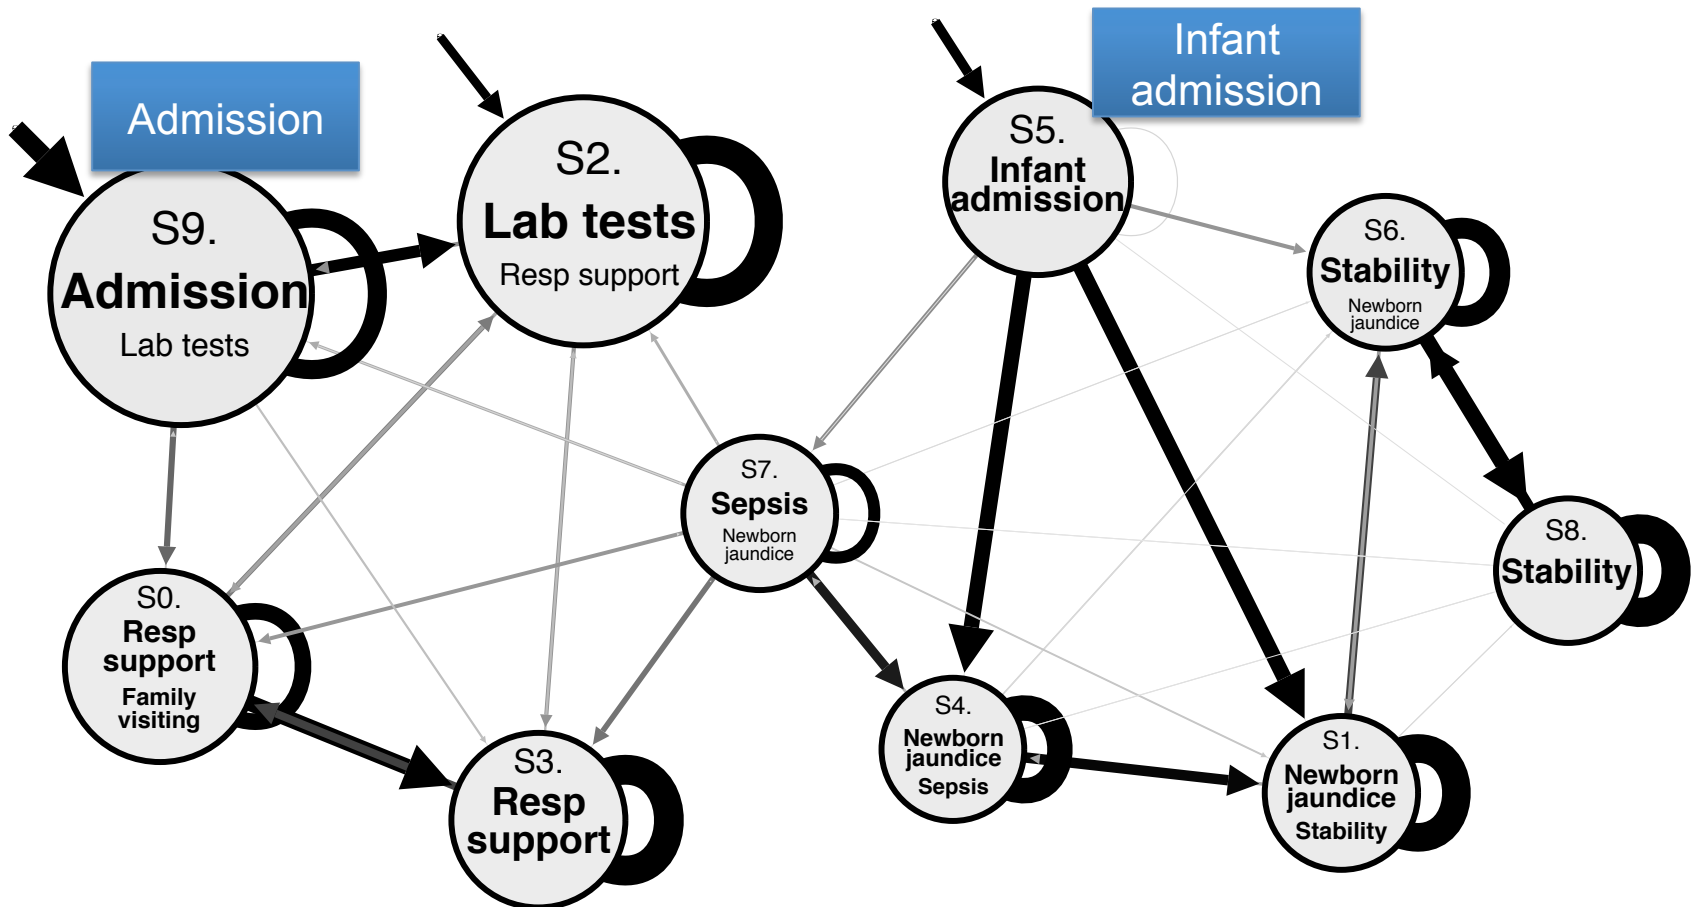 Admission
Infant
admission
S9.
Admission
Lab tests
S2.
Lab tests
Resp support
S5.
Infant
admission
S6.
Stability
Newborn
jaundice
S7.
Sepsis
Newborn
jaundice
S8.
Stability
S0.
Resp
support
Family
visiting
S3.
Resp
support
S4.
Newborn
jaundice
Sepsis
S1.
Newborn
jaundice
Stability